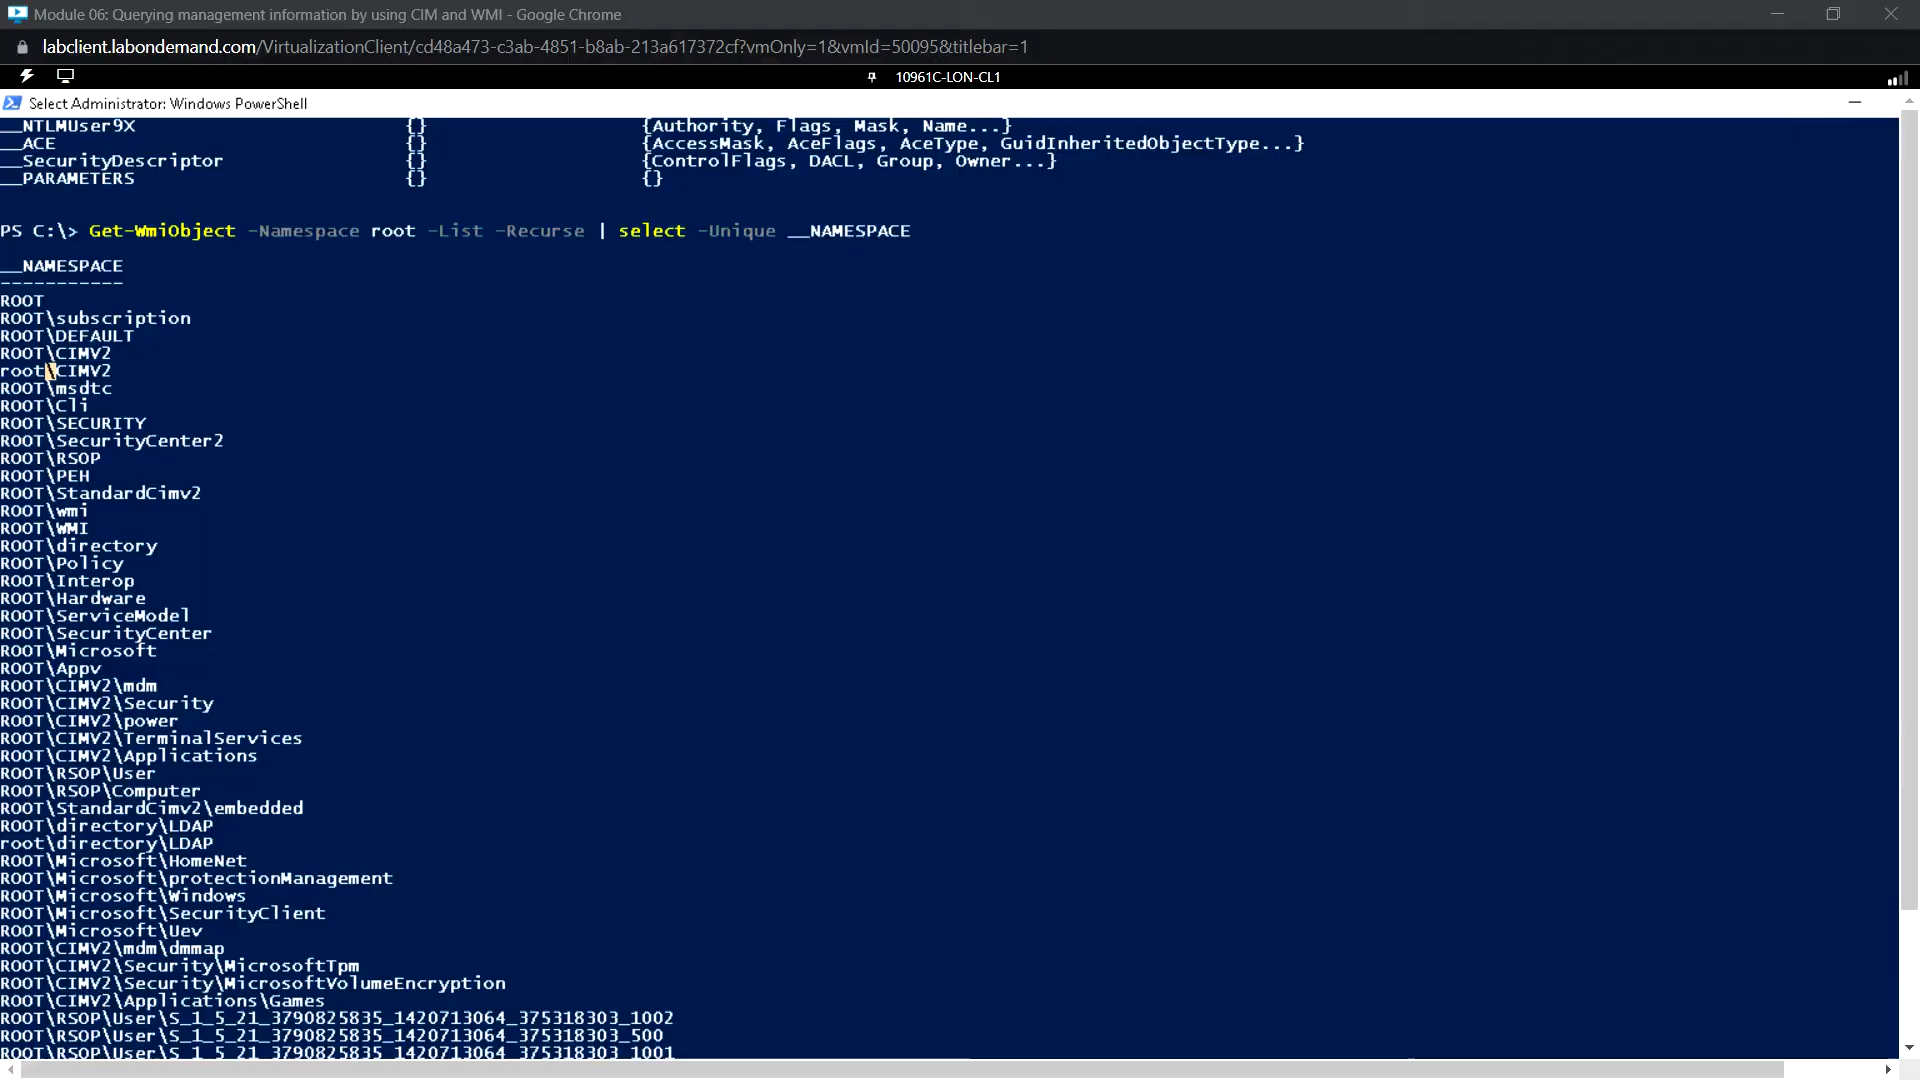 Module 06: Querying management information by using CIM and WMI - Google Chrome
labclient.labondemand.com/VirtualizationClient/cd48a473-c3ab-4851-b8ab-213a617372cf?vmOnly=1&vmId=50095&titlebar=1
10961C-LON-CL1
Select Administrator: Windows PowerShell
__NTLMUser9X {} {Authority, Flags, Mask, Name...}
__ACE {} {AccessMask, AceFlags, AceType, GuidInheritedObjectType...}
__SecurityDescriptor {} {ControlFlags, DACL, Group, Owner...}
__PARAMETERS {} {}
PS C:\> Get-WmiObject -Namespace root -List -Recurse | select -Unique __NAMESPACE
__NAMESPACE
-----------
ROOT
ROOT\subscription
ROOT\DEFAULT
ROOT\CIMV2
root\CIMV2
ROOT\msdtc
ROOT\Cli
ROOT\SECURITY
ROOT\SecurityCenter2
ROOT\RSOP
ROOT\PEH
ROOT\StandardCimv2
ROOT\wmi
ROOT\WMI
ROOT\directory
ROOT\Policy
ROOT\Interop
ROOT\Hardware
ROOT\ServiceModel
ROOT\SecurityCenter
ROOT\Microsoft
ROOT\Appv
ROOT\CIMV2\mdm
ROOT\CIMV2\Security
ROOT\CIMV2\power
ROOT\CIMV2\TerminalServices
ROOT\CIMV2\Applications
ROOT\RSOP\User
ROOT\RSOP\Computer
ROOT\StandardCimv2\embedded
ROOT\directory\LDAP
root\directory\LDAP
ROOT\Microsoft\HomeNet
ROOT\Microsoft\protectionManagement
ROOT\Microsoft\Windows
ROOT\Microsoft\SecurityClient
ROOT\Microsoft\Uev
ROOT\CIMV2\mdm\dmmap
ROOT\CIMV2\Security\MicrosoftTpm
ROOT\CIMV2\Security\MicrosoftVolumeEncryption
ROOT\CIMV2\Applications\Games
ROOT\RSOP\User\S_1_5_21_3790825835_1420713064_375318303_1002
ROOT\RSOP\User\S_1_5_21_3790825835_1420713064_375318303_500
ROOT\RSOP\User\S_1_5_21_3790825835_1420713064_375318303_1001